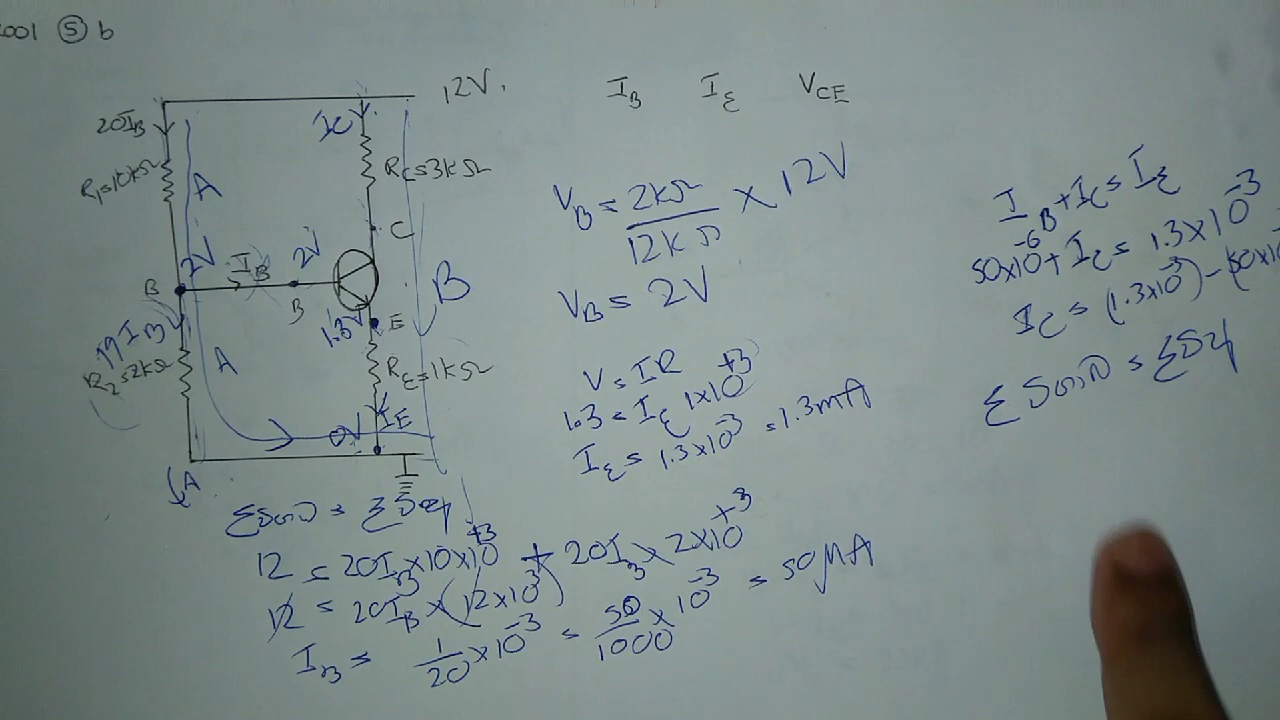 2001 ⑤ b
12V.
I_B I_E V_CE
20I_B
I_C
R_1=10kΩ
A
R_C=3kΩ
C
2V
I_B
2V
B
B
B
19I_B
1.3V
E
R_2=2kΩ
A
R_E=1kΩ
0V
I_E
A
V_B = 2kΩ/12kΩ × 12V
V_B = 2V
V=IR
1.3 = I_E 1×10^+3
I_E = 1.3×10^-3 = 1.3mA
I_B+I_C=I_E
50×10^-6+I_C= 1.3×10^-3
I_C = (1.3×10^-3) - (50×10
12 = 20I_B×10×10^+3 + 20I_B×2×10^+3
12 = 20I_B×(12×10^3)
I_B = 1/20 ×10^-3 = 50/1000 ×10^-3 = 50μA